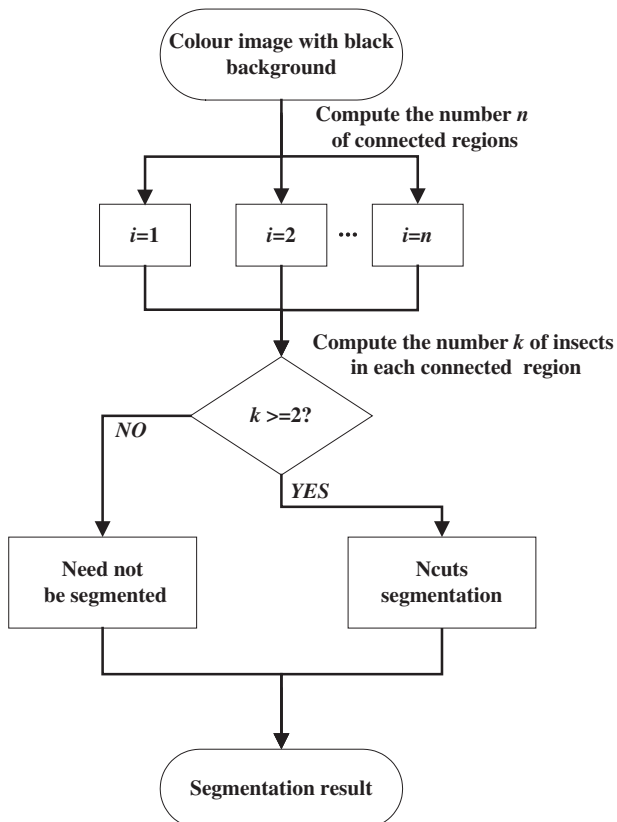 Colour image with black
background
Compute the number n
of connected regions
i=1
i=2
...
i=n
Compute the number k of insects
in each connected region
k >=2?
NO
YES
Need not
be segmented
Ncuts
segmentation
Segmentation result